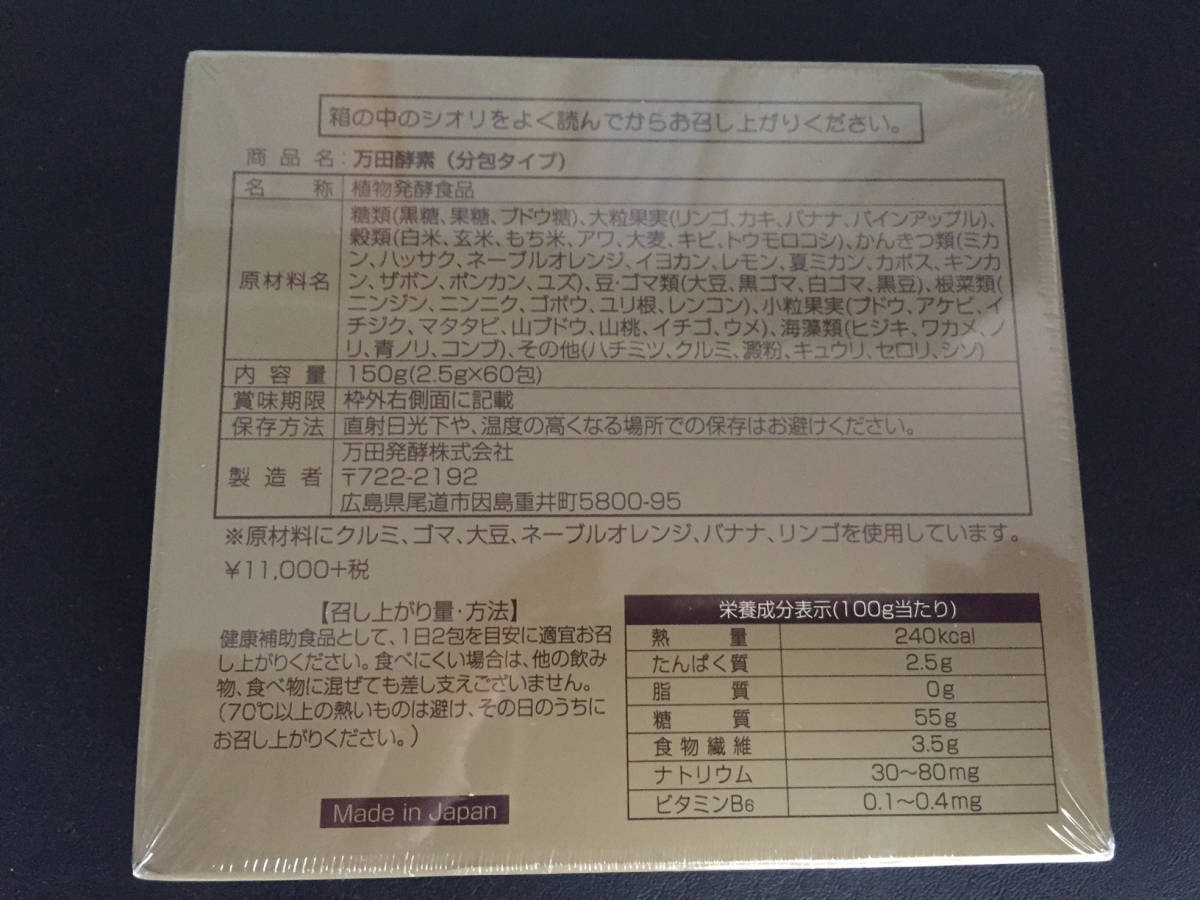 箱の中のシオリをよく読んでからお召し上がりください。
商品名：万田酵素（分包タイプ）
名称 植物発酵食品
原材料名 糖類(黒糖、果糖、ブドウ糖)、大粒果実(リンゴ、カキ、バナナ、パインアップル)、
穀類(白米、玄米、もち米、アワ、大麦、キビ、トウモロコシ)、かんきつ類(ミカ
ン、ハッサク、ネーブルオレンジ、イヨカン、レモン、夏ミカン、カボス、キンカ
ン、ザボン、ポンカン、ユズ)、豆・ゴマ類(大豆、黒ゴマ、白ゴマ、黒豆)、根菜類(
ニンジン、ニンニク、ゴボウ、ユリ根、レンコン)、小粒果実(ブドウ、アケビ、イ
チジク、マタタビ、山ブドウ、山桃、イチゴ、ウメ)、海藻類(ヒジキ、ワカメ、ノ
リ、青ノリ、コンブ)、その他(ハチミツ、クルミ、澱粉、キュウリ、セロリ、シソ)
内容量 150g(2.5g×60包)
賞味期限 枠外右側面に記載
保存方法 直射日光下や、温度の高くなる場所での保存はお避けください。
製造者 万田発酵株式会社
〒722-2192
広島県尾道市因島重井町5800-95
※原材料にクルミ、ゴマ、大豆、ネーブルオレンジ、バナナ、リンゴを使用しています。
¥11,000+税
【召し上がり量・方法】
健康補助食品として、1日2包を目安に適宜お召
し上がりください。食べにくい場合は、他の飲み
物、食べ物に混ぜても差し支えございません。
(70℃以上の熱いものは避け、その日のうちに
お召し上がりください。)
Made in Japan
栄養成分表示(100g当たり)
熱量 240kcal
たんぱく質 2.5g
脂質 0g
糖質 55g
食物繊維 3.5g
ナトリウム 30～80mg
ビタミンB6 0.1～0.4mg